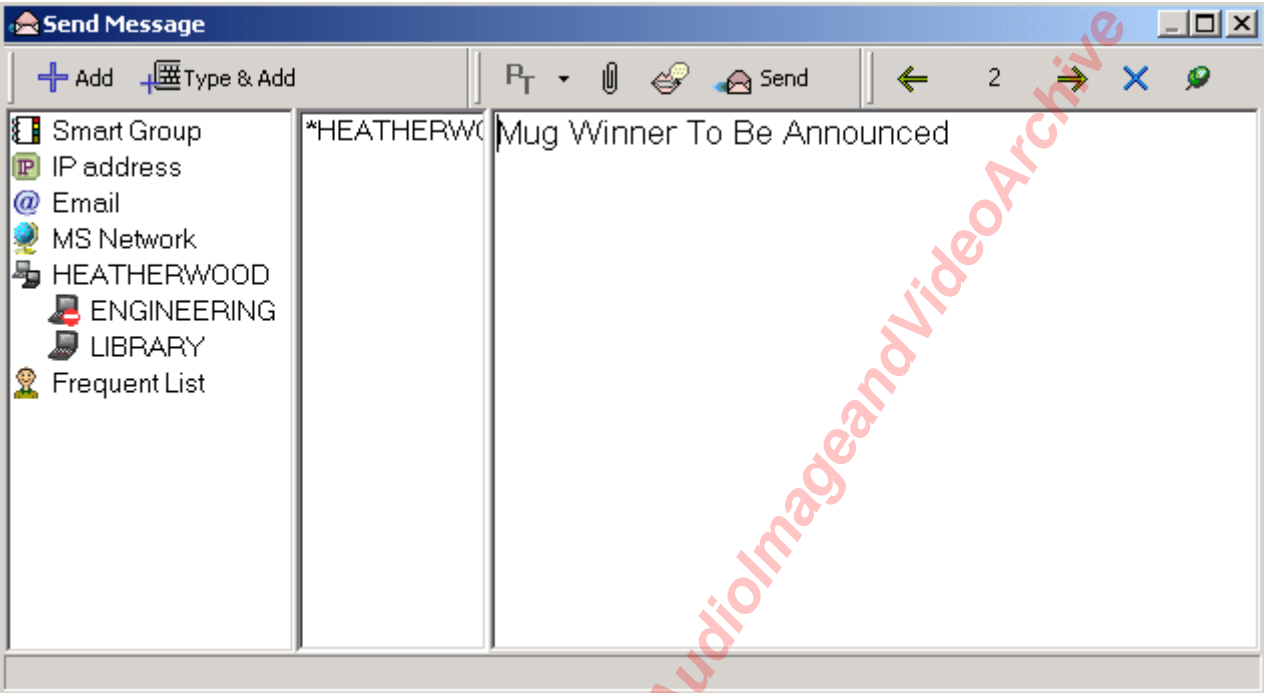 Send Message
Add Type & Add Send 2
Smart Group
IP address
Email
MS Network
HEATHERWOOD
ENGINEERING
LIBRARY
Frequent List
*HEATHERWO
Mug Winner To Be Announced
AudioImageandVideoArchive